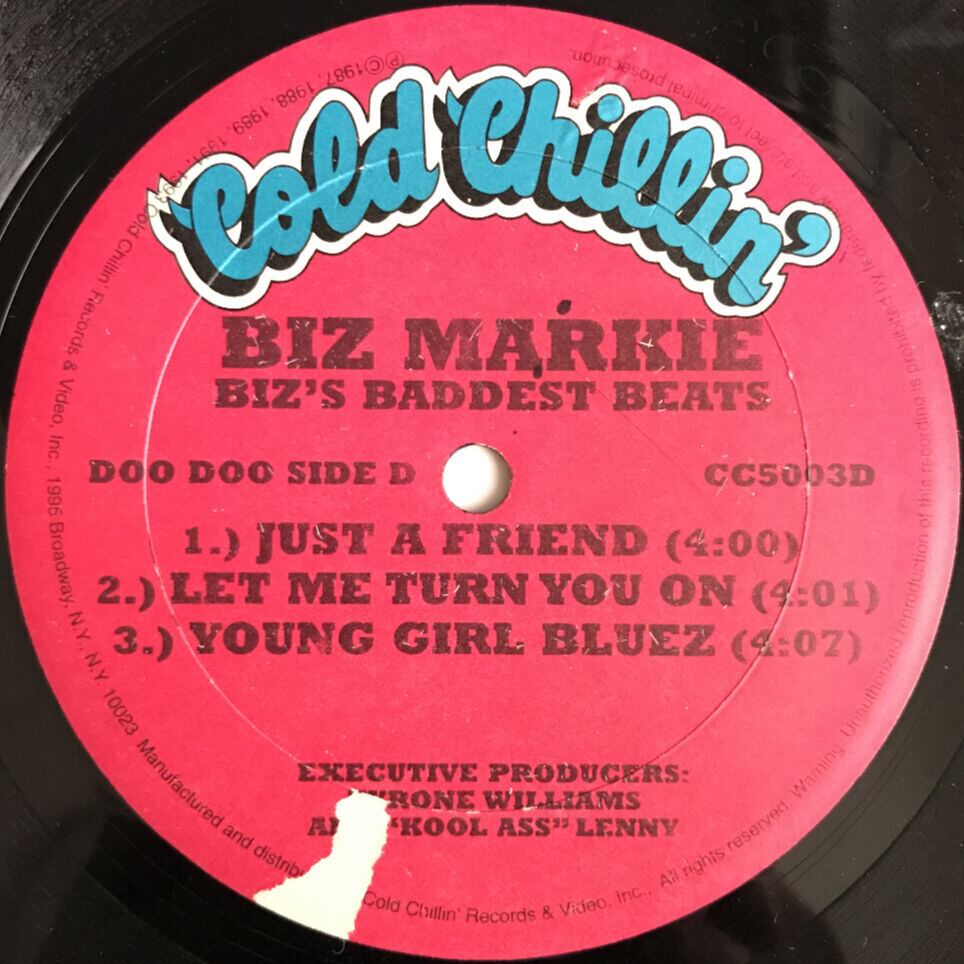 Cold Chillin'
BIZ MARKIE
BIZ'S BADDEST BEATS
DOO DOO SIDE D
CC5003D
1.) JUST A FRIEND (4:00)
2.) LET ME TURN YOU ON (4:01)
3.) YOUNG GIRL BLUEZ (4:07)
EXECUTIVE PRODUCERS:
WILLIAMS
"KOOL ASS" LENNY
℗©1987, 1988, 1989, 1991, Cold Chillin' Records & Video, Inc., 1995 Broadway, N.Y., N.Y. 10023 Manufactured and Cold Chillin' Records & Video, Inc., All rights reserved. Warning: Unauthorized reproduction of this recording is prohibited by federal and subject to criminal prosecution.